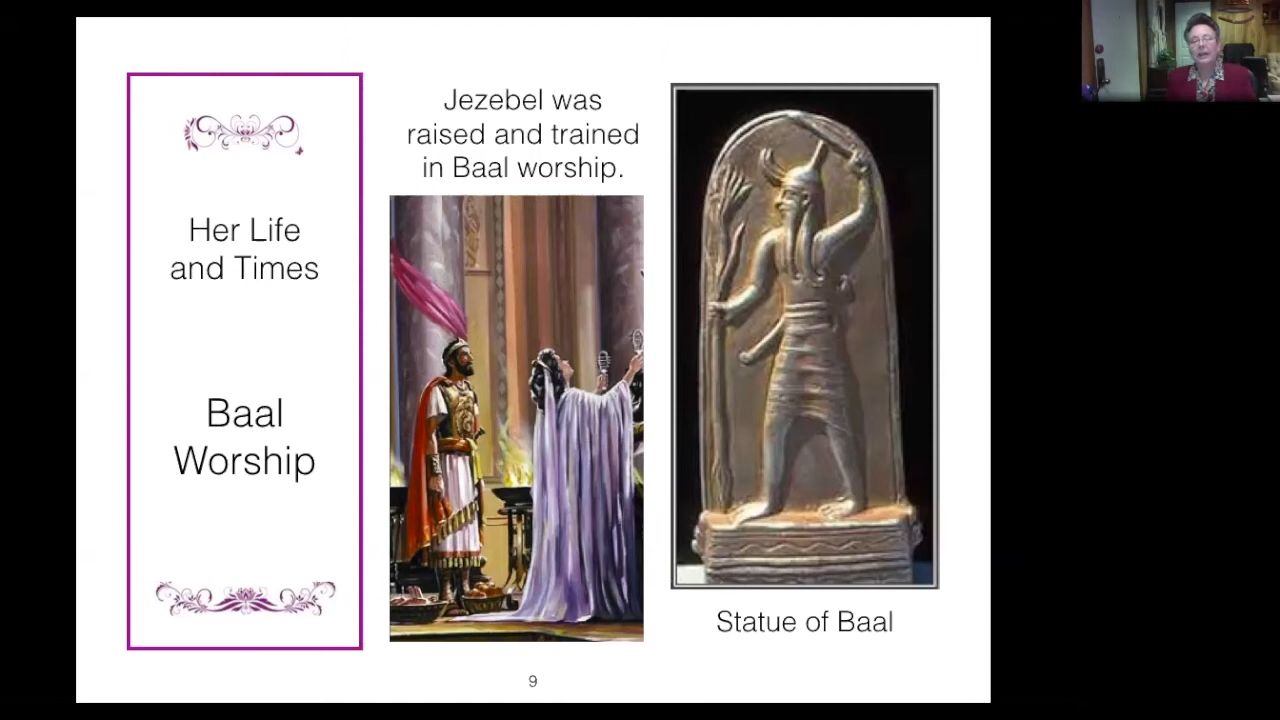 Her Life
and Times
Baal
Worship
Jezebel was
raised and trained
in Baal worship.
Statue of Baal
9